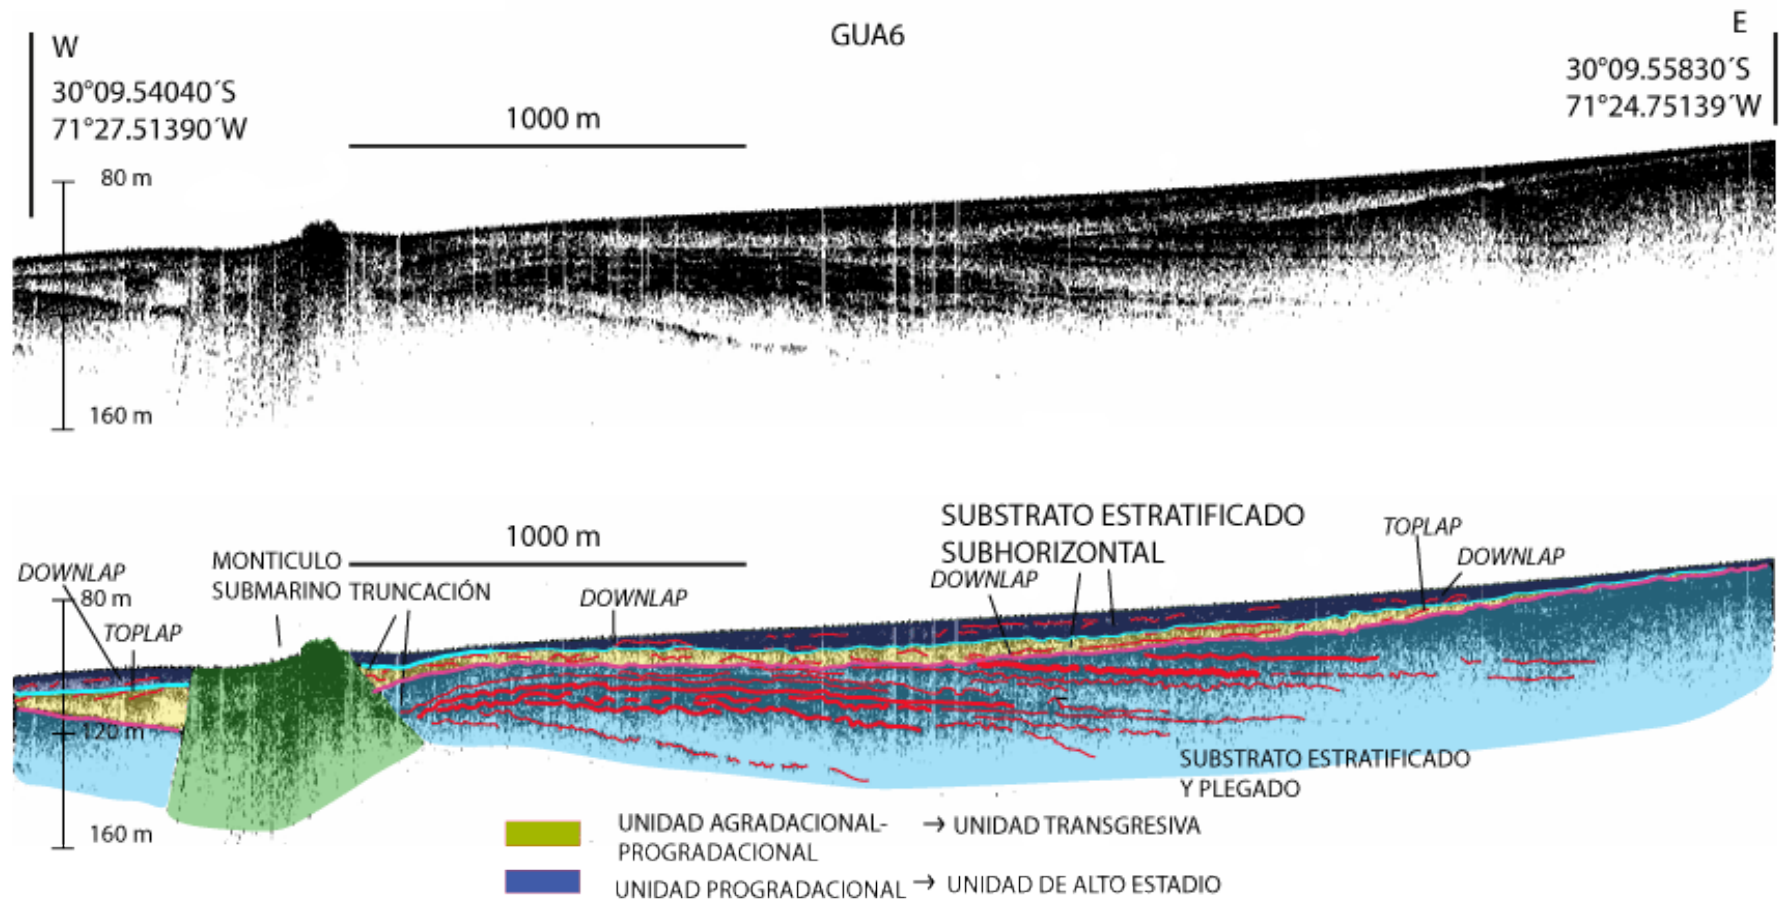 GUA6
W
E
30°09.54040´S
71°27.51390´W
30°09.55830´S
71°24.75139´W
1000 m
80 m
160 m
SUBSTRATO ESTRATIFICADO
SUBHORIZONTAL
1000 m
TOPLAP
DOWNLAP
MONTICULO
SUBMARINO
TRUNCACIÓN
DOWNLAP
DOWNLAP
DOWNLAP
80 m
TOPLAP
120 m
160 m
SUBSTRATO ESTRATIFICADO
Y PLEGADO
UNIDAD AGRADACIONAL-
PROGRADACIONAL
→ UNIDAD TRANSGRESIVA
UNIDAD PROGRADACIONAL → UNIDAD DE ALTO ESTADIO